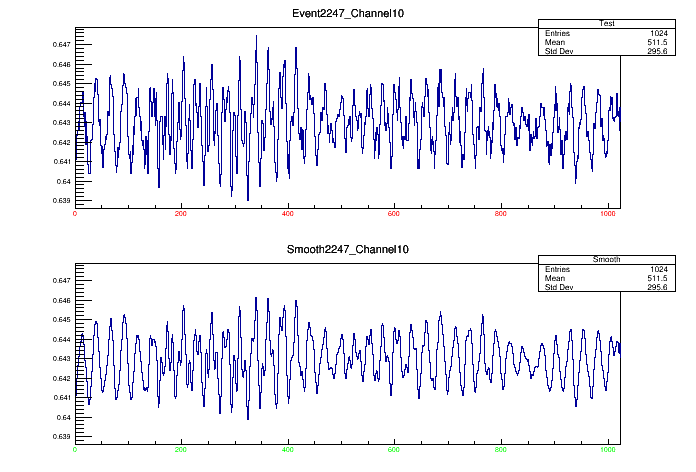 Event2247_Channel10
Test
Entries 1024
Mean 511.5
Std Dev 295.6
0.647
0.646
0.645
0.644
0.643
0.642
0.641
0.64
0.639
0 200 400 600 800 1000
Smooth2247_Channel10
Smooth
Entries 1024
Mean 511.5
Std Dev 295.6
0.647
0.646
0.645
0.644
0.643
0.642
0.641
0.64
0.639
0 200 400 600 800 1000